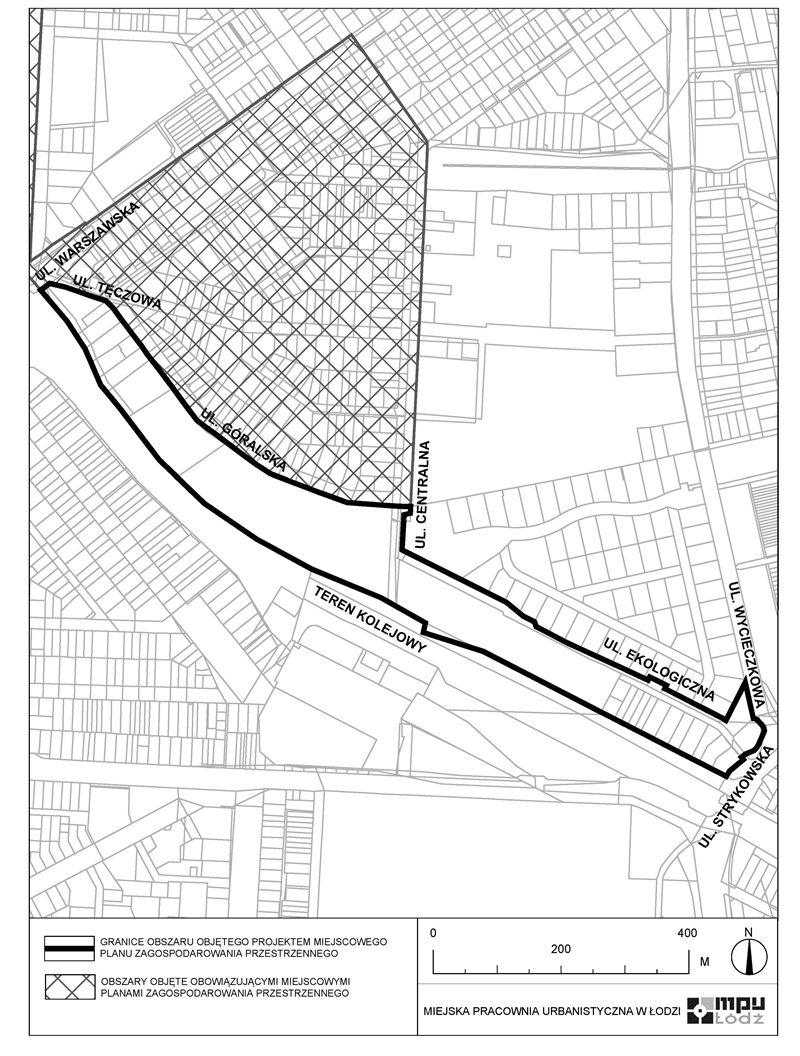 UL. WARSZAWSKA
UL. TĘCZOWA
UL. GÓRALSKA
UL. CENTRALNA
TEREN KOLEJOWY
UL. WYCIECZKOWA
UL. EKOLOGICZNA
UL. STRYKOWSKA
GRANICE OBSZARU OBJĘTEGO PROJEKTEM MIEJSCOWEGO
PLANU ZAGOSPODAROWANIA PRZESTRZENNEGO
OBSZARY OBJĘTE OBOWIĄZUJĄCYMI MIEJSCOWYMI
PLANAMI ZAGOSPODAROWANIA PRZESTRZENNEGO
0 400
200
M
N
MIEJSKA PRACOWNIA URBANISTYCZNA W ŁODZI
mpu
Łódź